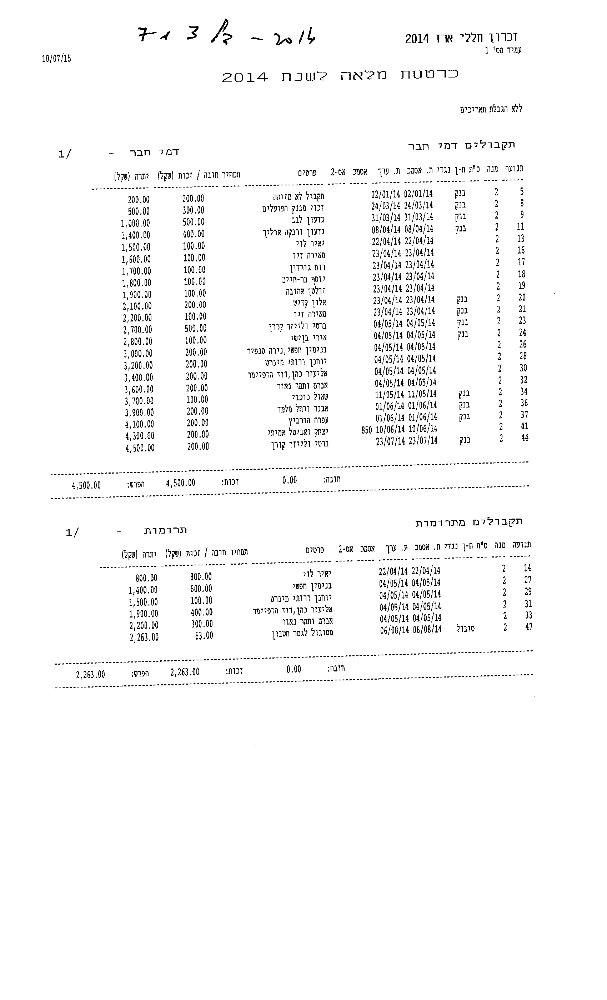 2014 - 3
זכרון חללי ארז 2014
עמוד מס' 1
10/07/15
כרטסת מלאה לשנת 2014
ללא הגבלת תאריכים
תקבולים דמי חבר דמי חבר - 1/
תנועה מנה ס"ת ח-ן נגדי ת. אסמכ ת. ערך אסמכ אס-2 פרטים תמחיר חובה / זכות (שקל) יתרה (שקל)
5 2 בנק 02/01/14 02/01/14 תקבול לא מזוהה 200.00 200.00
8 2 בנק 24/03/14 24/03/14 זכוי מבנק הפועלים 300.00 500.00
9 2 בנק 31/03/14 31/03/14 גדעון לבב 500.00 1,000.00
11 2 בנק 08/04/14 08/04/14 גדעון ורבקה ארליך 400.00 1,400.00
13 2 22/04/14 22/04/14 יאיר לוי 100.00 1,500.00
16 2 23/04/14 23/04/14 מאירה זיו 100.00 1,600.00
17 2 23/04/14 23/04/14 רות גורדון 100.00 1,700.00
18 2 23/04/14 23/04/14 יוסף בר-חיים 100.00 1,800.00
19 2 23/04/14 23/04/14 זולטן אהובה 100.00 1,900.00
20 2 בנק 23/04/14 23/04/14 אלון קדיש 200.00 2,100.00
21 2 בנק 23/04/14 23/04/14 מאירה זיו 100.00 2,200.00
23 2 בנק 04/05/14 04/05/14 ברטי ולייזר קורן 500.00 2,700.00
24 2 בנק 04/05/14 04/05/14 אורי בןישי 100.00 2,800.00
26 2 04/05/14 04/05/14 בנימין חפשי,נירה סנפיר 200.00 3,000.00
28 2 04/05/14 04/05/14 יוחנן ורותי מינרט 200.00 3,200.00
30 2 04/05/14 04/05/14 אליעזר כהן,דוד הופיימר 200.00 3,400.00
32 2 04/05/14 04/05/14 אברם ותמר נאור 200.00 3,600.00
34 2 בנק 11/05/14 11/05/14 שאול כוכבי 100.00 3,700.00
36 2 בנק 01/06/14 01/06/14 אבנר ורחל מלמד 200.00 3,900.00
37 2 בנק 01/06/14 01/06/14 עפרה הורביץ 200.00 4,100.00
41 2 10/06/14 10/06/14 850 יצחק ואביטל אמיתי 200.00 4,300.00
44 2 בנק 23/07/14 23/07/14 ברטי ולייזר קורן 200.00 4,500.00
חובה: 0.00 זכות: 4,500.00 הפרש: 4,500.00
תקבולים מתרומות תרומות - 1/
תנועה מנה ס"ת ח-ן נגדי ת. אסמכ ת. ערך אסמכ אס-2 פרטים תמחיר חובה / זכות (שקל) יתרה (שקל)
14 2 22/04/14 22/04/14 יאיר לוי 800.00 800.00
27 2 04/05/14 04/05/14 בנימין חפשי 600.00 1,400.00
29 2 04/05/14 04/05/14 יוחנן ורותי מינרט 100.00 1,500.00
31 2 04/05/14 04/05/14 אליעזר כהן,דוד הופיימר 400.00 1,900.00
33 2 04/05/14 04/05/14 אברם ותמר נאור 300.00 2,200.00
47 2 סובול 06/08/14 06/08/14 מסובול לגמר חשבון 63.00 2,263.00
חובה: 0.00 זכות: 2,263.00 הפרש: 2,263.00